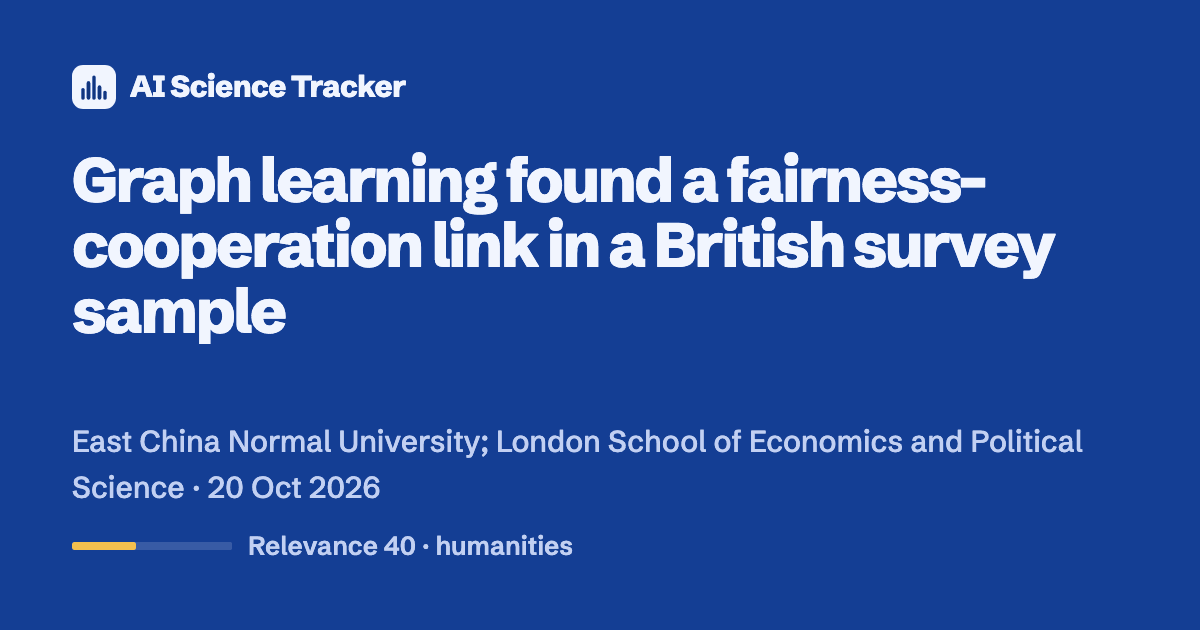 AI Science Tracker
Graph learning found a fairness-
cooperation link in a British survey
sample
East China Normal University; London School of Economics and Political
Science · 20 Oct 2026
Relevance 40 · humanities